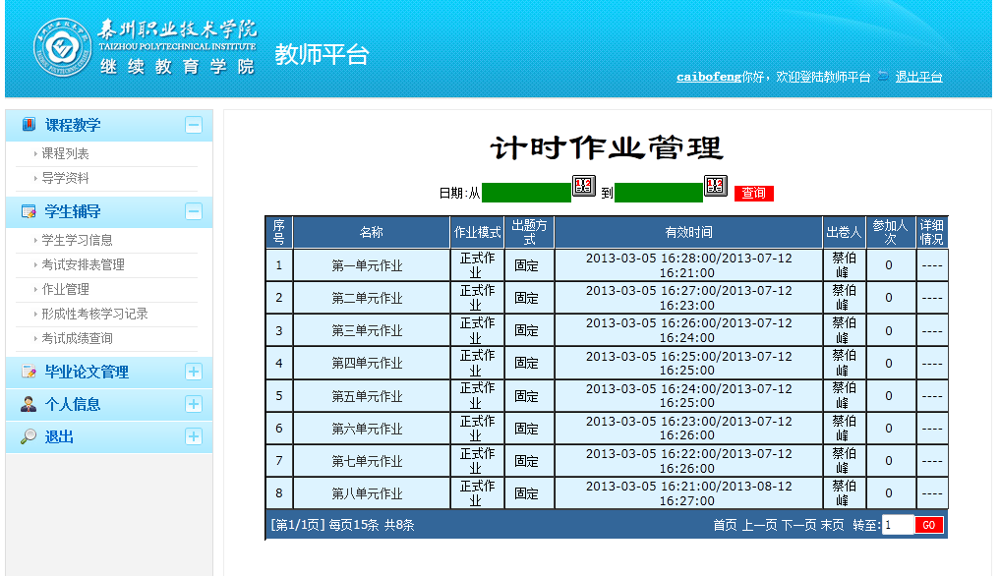 泰州职业技术学院
TAIZHOU POLYTECHNICAL INSTITUTE
继续教育学院
教师平台
caibofeng你好，欢迎登陆教师平台 退出平台
课程教学
课程列表
导学资料
学生辅导
学生学习信息
考试安排表管理
作业管理
形成性考核学习记录
考试成绩查询
毕业论文管理
个人信息
退出
计时作业管理
日期:从 到 查询
序号 名称 作业模式 出题方式 有效时间 出卷人 参加人次 详细情况
1 第一单元作业 正式作业 固定 2013-03-05 16:28:00/2013-07-12 16:21:00 蔡伯峰 0 ----
2 第二单元作业 正式作业 固定 2013-03-05 16:27:00/2013-07-12 16:23:00 蔡伯峰 0 ----
3 第三单元作业 正式作业 固定 2013-03-05 16:26:00/2013-07-12 16:24:00 蔡伯峰 0 ----
4 第四单元作业 正式作业 固定 2013-03-05 16:25:00/2013-07-12 16:25:00 蔡伯峰 0 ----
5 第五单元作业 正式作业 固定 2013-03-05 16:24:00/2013-07-12 16:25:00 蔡伯峰 0 ----
6 第六单元作业 正式作业 固定 2013-03-05 16:23:00/2013-07-12 16:26:00 蔡伯峰 0 ----
7 第七单元作业 正式作业 固定 2013-03-05 16:22:00/2013-07-12 16:26:00 蔡伯峰 0 ----
8 第八单元作业 正式作业 固定 2013-03-05 16:21:00/2013-08-12 16:27:00 蔡伯峰 0 ----
[第1/1页] 每页15条 共8条 首页 上一页 下一页 末页 转至:1 GO